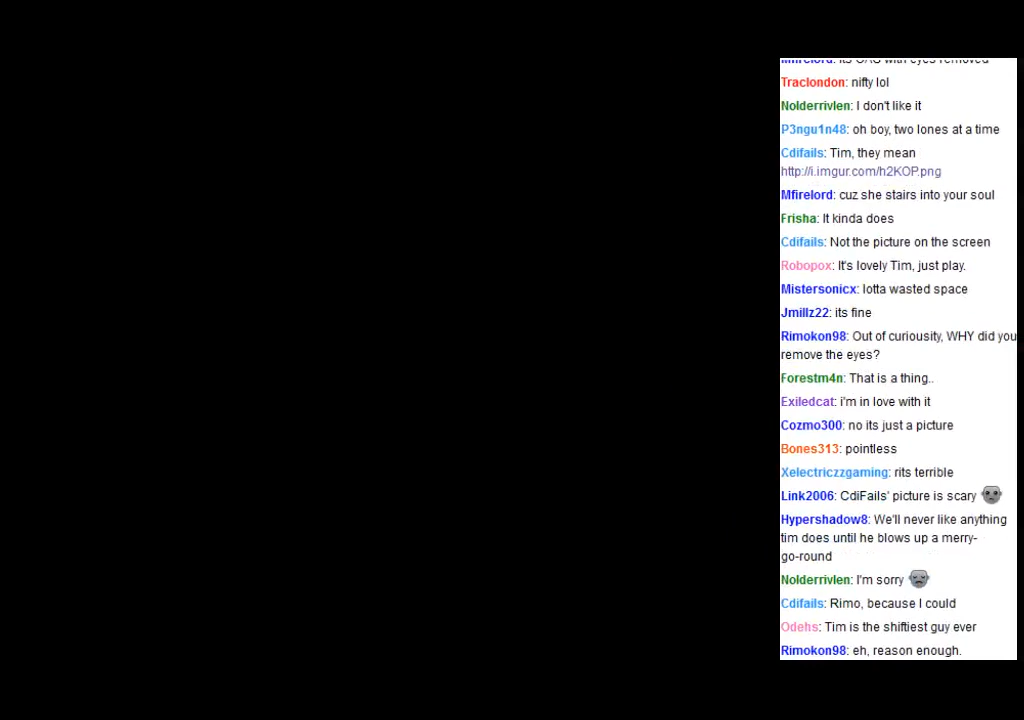 Mfirelord: its CAS with eyes removed
Traclondon: nifty lol
Nolderrivlen: I don't like it
P3ngu1n48: oh boy, two lones at a time
Cdifails: Tim, they mean
http://i.imgur.com/h2KOP.png
Mfirelord: cuz she stairs into your soul
Frisha: It kinda does
Cdifails: Not the picture on the screen
Robopox: It's lovely Tim, just play.
Mistersonicx: lotta wasted space
Jmillz22: its fine
Rimokon98: Out of curiousity, WHY did you
remove the eyes?
Forestm4n: That is a thing..
Exiledcat: i'm in love with it
Cozmo300: no its just a picture
Bones313: pointless
Xelectriczzgaming: rits terrible
Link2006: CdiFails' picture is scary
Hypershadow8: We'll never like anything
tim does until he blows up a merry-
go-round
Nolderrivlen: I'm sorry
Cdifails: Rimo, because I could
Odehs: Tim is the shiftiest guy ever
Rimokon98: eh, reason enough.